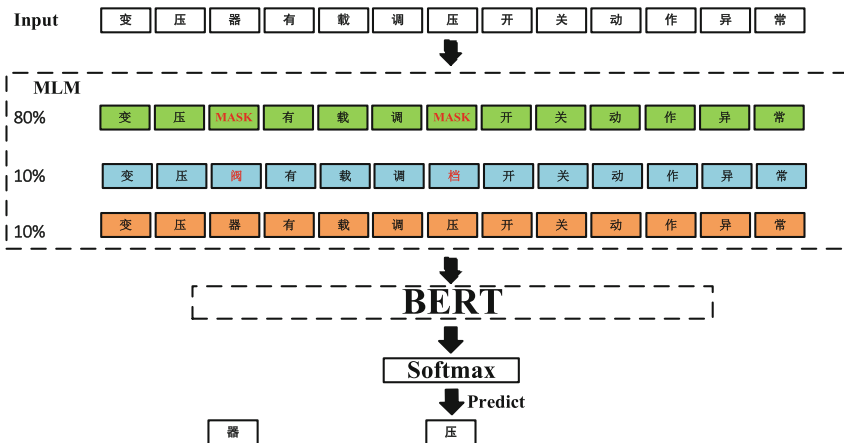 Input 变 压 器 有 载 调 压 开 关 动 作 异 常
MLM
80% 变 压 MASK 有 载 调 MASK 开 关 动 作 异 常
10% 变 压 阀 有 载 调 档 开 关 动 作 异 常
10% 变 压 器 有 载 调 压 开 关 动 作 异 常
BERT
Softmax
Predict
器 压